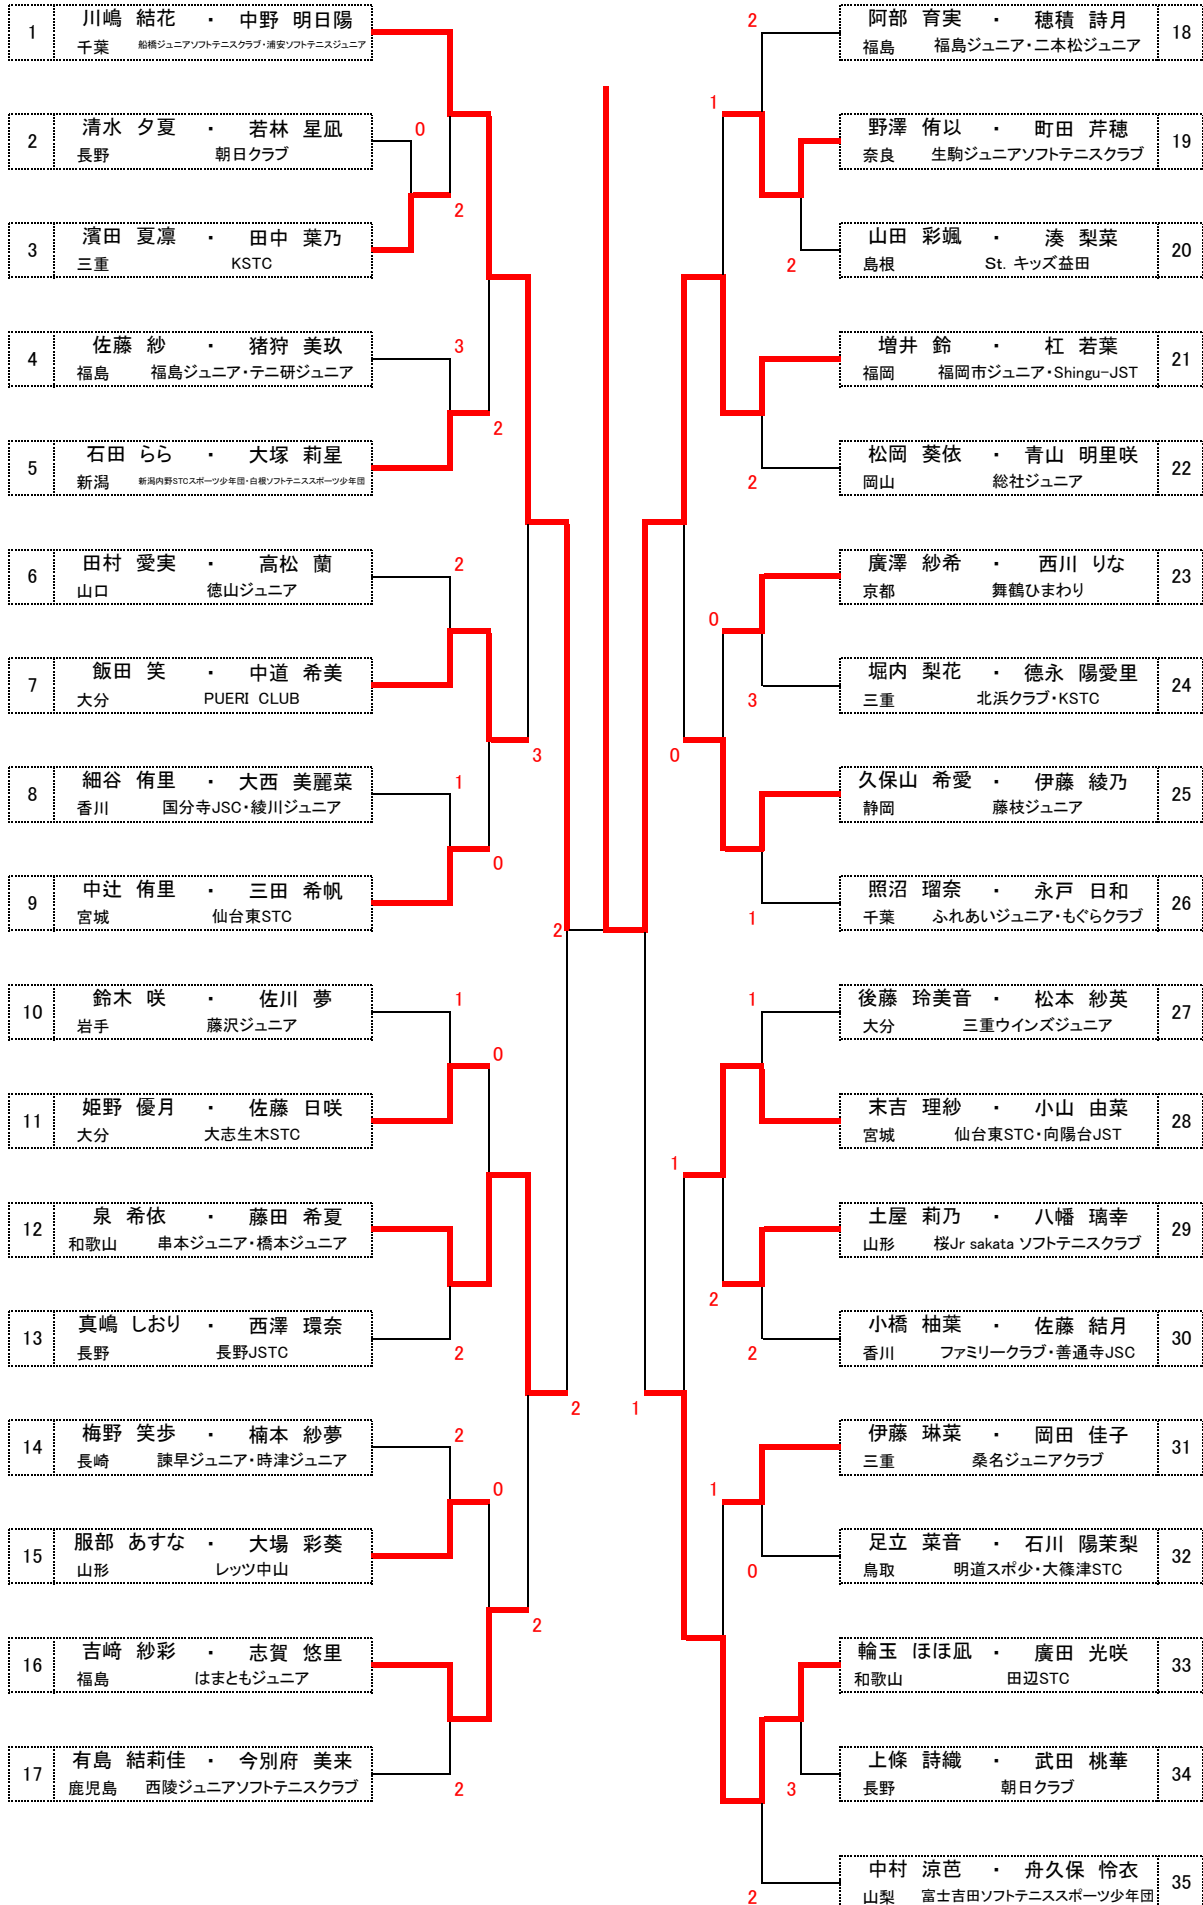 1 川嶋 結花 ・ 中野 明日陽
千葉 船橋ジュニアソフトテニスクラブ・浦安ソフトテニスジュニア
2 清水 夕夏 ・ 若林 星凪
長野 朝日クラブ
0
3 濱田 夏凛 ・ 田中 葉乃
三重 KSTC
2
4 佐藤 紗 ・ 猪狩 美玖
福島 福島ジュニア・テニ研ジュニア
3
2
5 石田 らら ・ 大塚 莉星
新潟 新潟内野STCスポーツ少年団・白根ソフトテニススポーツ少年団
6 田村 愛実 ・ 高松 蘭
山口 徳山ジュニア
2
7 飯田 笑 ・ 中道 希美
大分 PUERI CLUB
3
8 細谷 侑里 ・ 大西 美麗菜
香川 国分寺JSC・綾川ジュニア
1
0
9 中辻 侑里 ・ 三田 希帆
宮城 仙台東STC
2
10 鈴木 咲 ・ 佐川 夢
岩手 藤沢ジュニア
1
0
11 姫野 優月 ・ 佐藤 日咲
大分 大志生木STC
12 泉 希依 ・ 藤田 希夏
和歌山 串本ジュニア・橋本ジュニア
13 真嶋 しおり ・ 西澤 環奈
長野 長野JSTC
2
2
14 梅野 笑歩 ・ 楠本 紗夢
長崎 諫早ジュニア・時津ジュニア
2
0
15 服部 あすな ・ 大場 彩葵
山形 レッツ中山
2
16 吉﨑 紗彩 ・ 志賀 悠里
福島 はまともジュニア
17 有島 結莉佳 ・ 今別府 美来
鹿児島 西陵ジュニアソフトテニスクラブ
2
2
阿部 育実 ・ 穂積 詩月 18
福島 福島ジュニア・二本松ジュニア
1
野澤 侑以 ・ 町田 芹穂 19
奈良 生駒ジュニアソフトテニスクラブ
山田 彩颯 ・ 湊 梨菜 20
島根 St. キッズ益田
2
増井 鈴 ・ 杠 若葉 21
福岡 福岡市ジュニア・Shingu-JST
松岡 葵依 ・ 青山 明里咲 22
岡山 総社ジュニア
2
廣澤 紗希 ・ 西川 りな 23
京都 舞鶴ひまわり
0
堀内 梨花 ・ 德永 陽愛里 24
三重 北浜クラブ・KSTC
3
0
久保山 希愛 ・ 伊藤 綾乃 25
静岡 藤枝ジュニア
照沼 瑠奈 ・ 永戸 日和 26
千葉 ふれあいジュニア・もぐらクラブ
1
1
後藤 玲美音 ・ 松本 紗英 27
大分 三重ウインズジュニア
末吉 理紗 ・ 小山 由菜 28
宮城 仙台東STC・向陽台JST
1
土屋 莉乃 ・ 八幡 璃幸 29
山形 桜Jr sakata ソフトテニスクラブ
2
小橋 柚葉 ・ 佐藤 結月 30
香川 ファミリークラブ・善通寺JSC
2
1
伊藤 琳菜 ・ 岡田 佳子 31
三重 桑名ジュニアクラブ
1
足立 菜音 ・ 石川 陽茉梨 32
鳥取 明道スポ少・大篠津STC
0
輪玉 ほほ凪 ・ 廣田 光咲 33
和歌山 田辺STC
上條 詩織 ・ 武田 桃華 34
長野 朝日クラブ
3
中村 涼芭 ・ 舟久保 怜衣 35
山梨 富士吉田ソフトテニススポーツ少年団
2